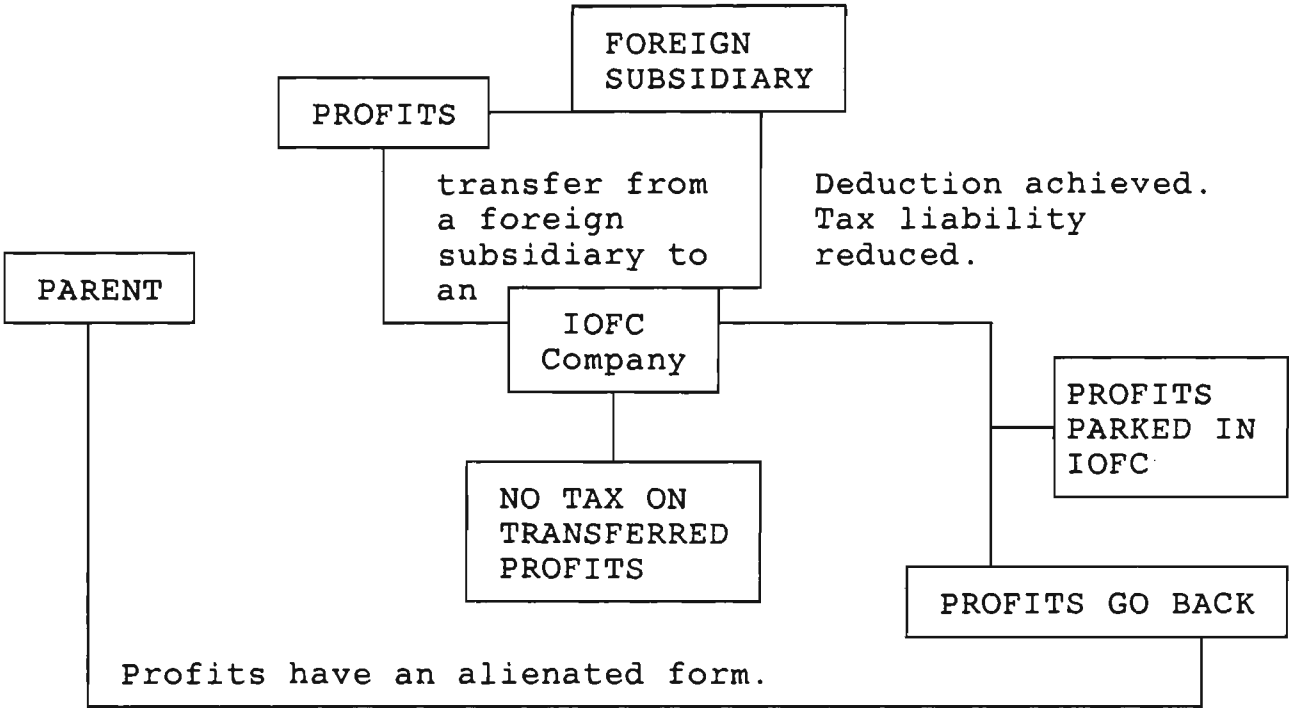 FOREIGN
SUBSIDIARY
PROFITS
transfer from
a foreign
subsidiary to
an
Deduction achieved.
Tax liability
reduced.
PARENT
IOFC
Company
PROFITS
PARKED IN
IOFC
NO TAX ON
TRANSFERRED
PROFITS
PROFITS GO BACK
Profits have an alienated form.